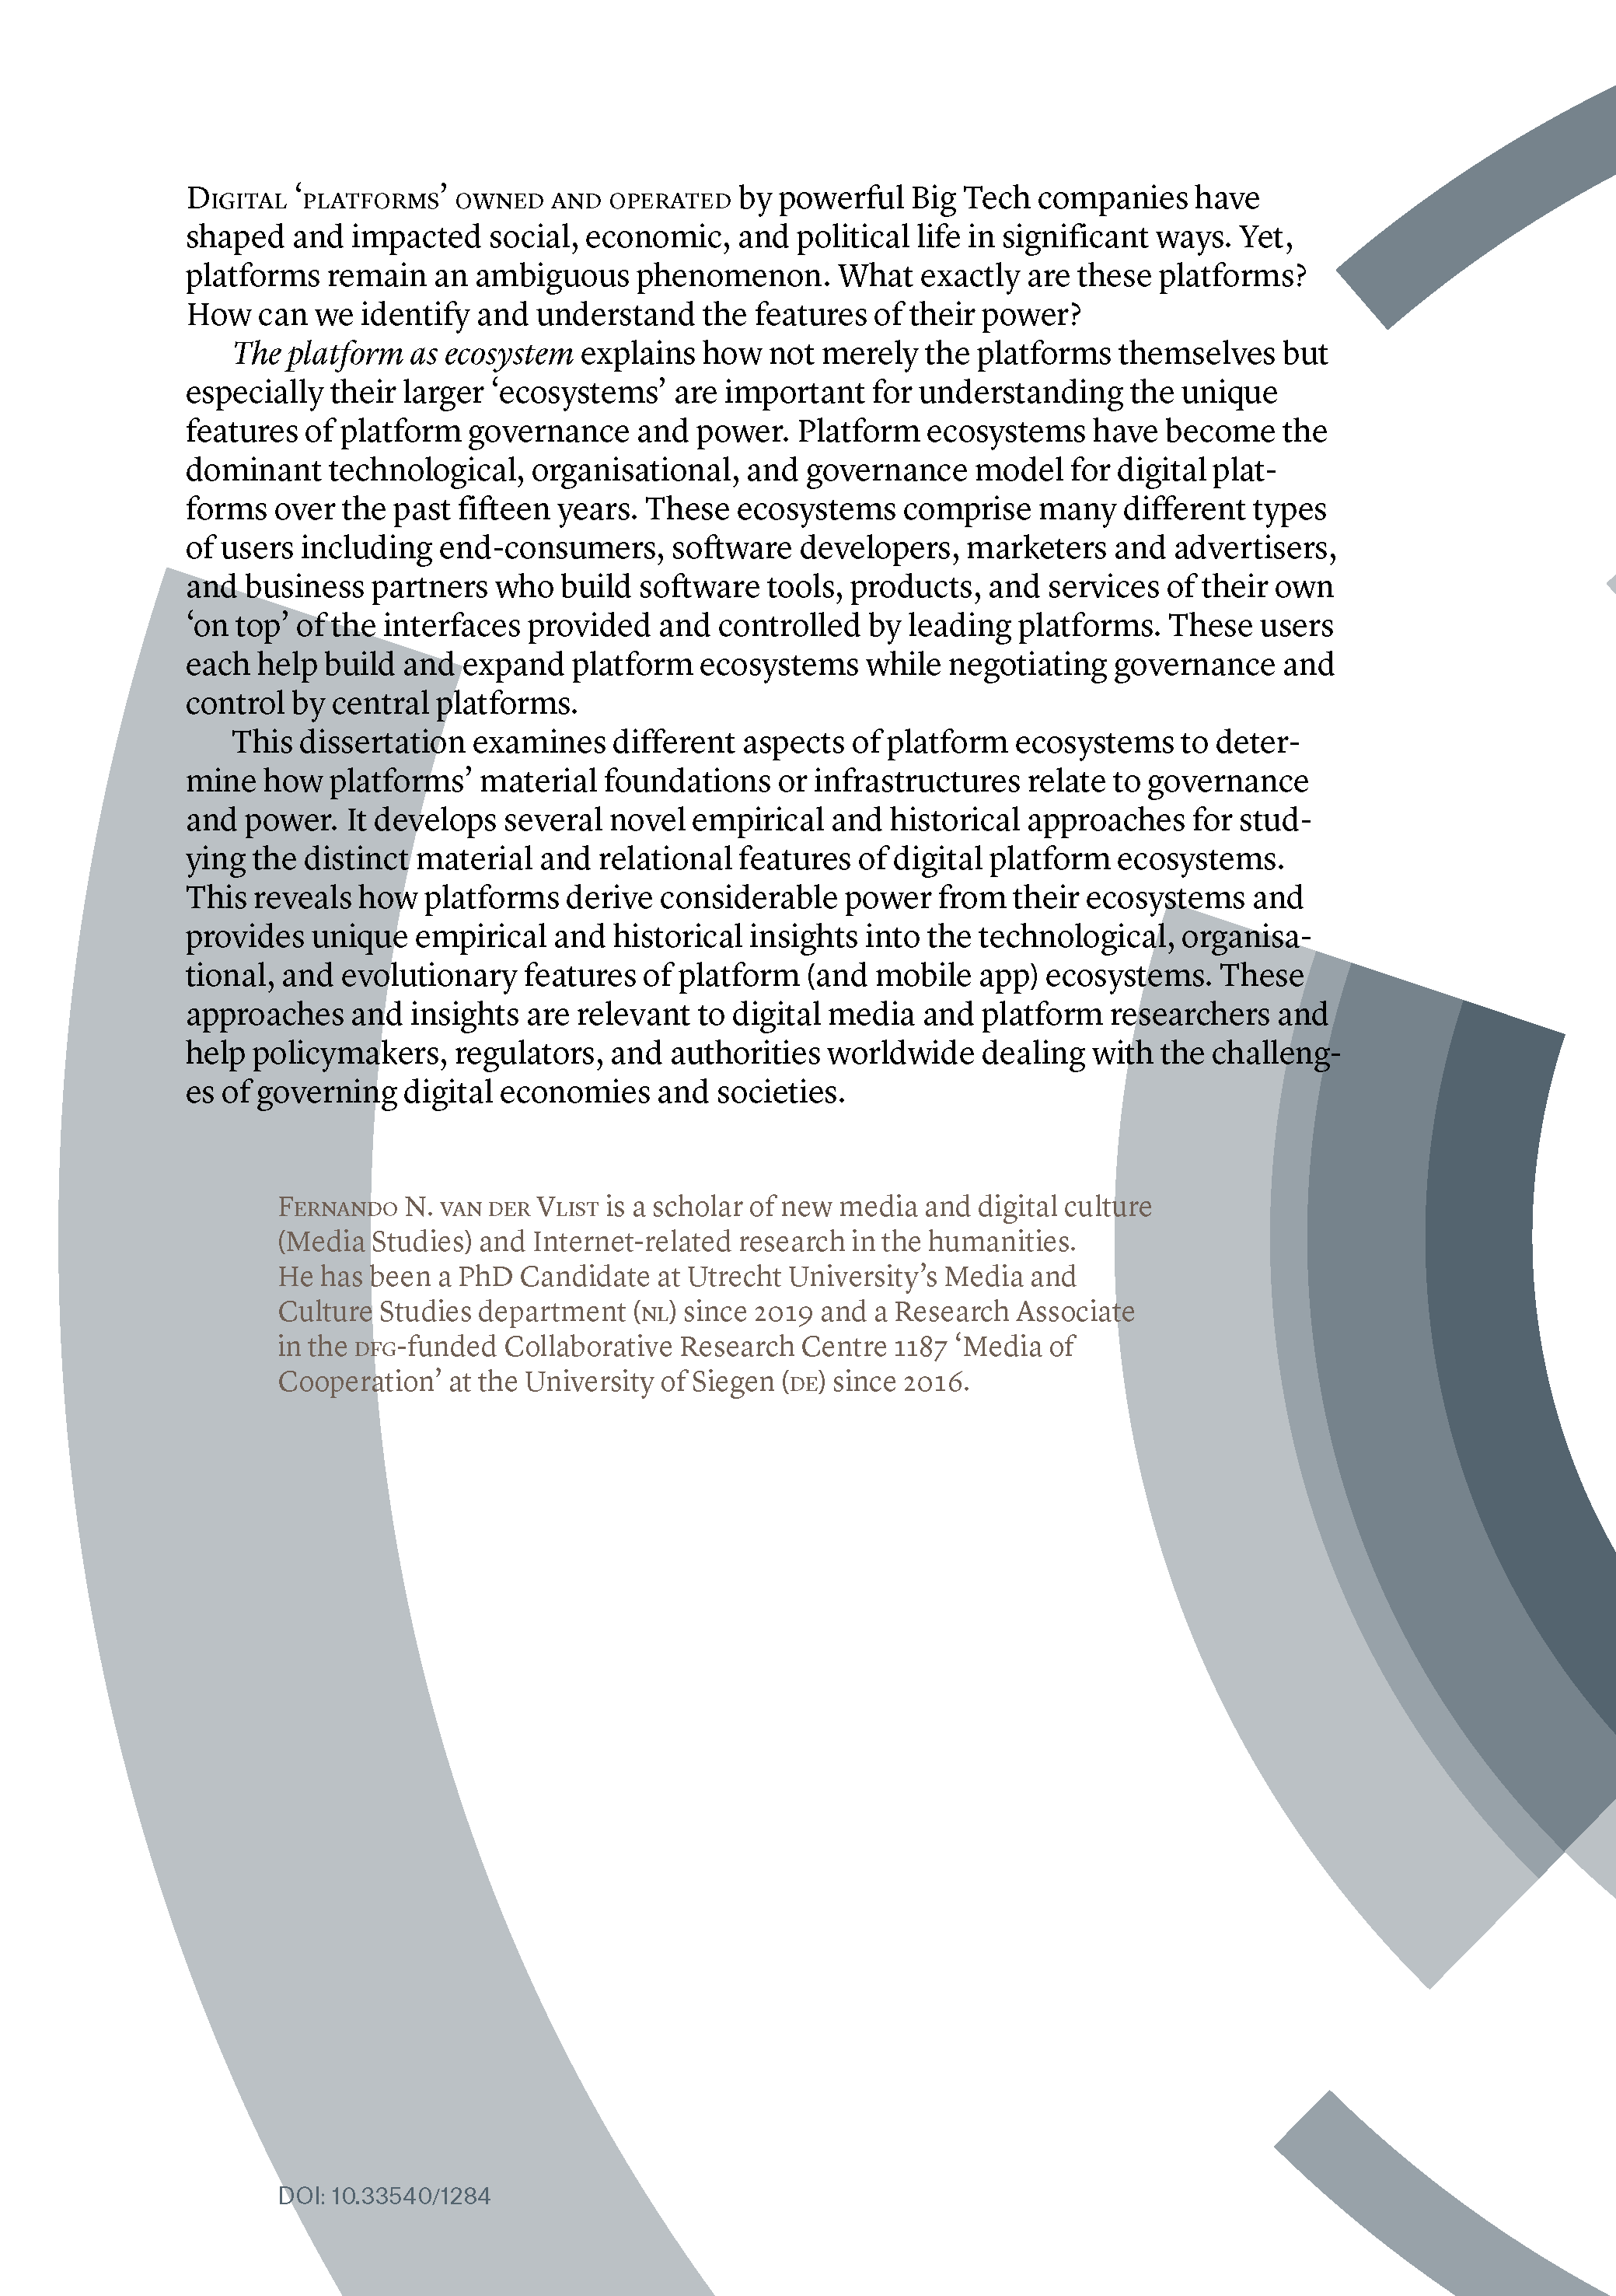 Digital ‘platforms’ owned and operated by powerful Big Tech companies have
shaped and impacted social, economic, and political life in significant ways. Yet,
platforms remain an ambiguous phenomenon. What exactly are these platforms?
How can we identify and understand the features of their power?
The platform as ecosystem explains how not merely the platforms themselves but
especially their larger ‘ecosystems’ are important for understanding the unique
features of platform governance and power. Platform ecosystems have become the
dominant technological, organisational, and governance model for digital plat-
forms over the past fifteen years. These ecosystems comprise many different types
of users including end-consumers, software developers, marketers and advertisers,
and business partners who build software tools, products, and services of their own
‘on top’ of the interfaces provided and controlled by leading platforms. These users
each help build and expand platform ecosystems while negotiating governance and
control by central platforms.
This dissertation examines different aspects of platform ecosystems to deter-
mine how platforms’ material foundations or infrastructures relate to governance
and power. It develops several novel empirical and historical approaches for stud-
ying the distinct material and relational features of digital platform ecosystems.
This reveals how platforms derive considerable power from their ecosystems and
provides unique empirical and historical insights into the technological, organisa-
tional, and evolutionary features of platform (and mobile app) ecosystems. These
approaches and insights are relevant to digital media and platform researchers and
help policymakers, regulators, and authorities worldwide dealing with the challeng-
es of governing digital economies and societies.
Fernando N. van der Vlist is a scholar of new media and digital culture
(Media Studies) and Internet-related research in the humanities.
He has been a PhD Candidate at Utrecht University’s Media and
Culture Studies department (NL) since 2019 and a Research Associate
in the DFG-funded Collaborative Research Centre 1187 ‘Media of
Cooperation’ at the University of Siegen (DE) since 2016.
DOI: 10.33540/1284